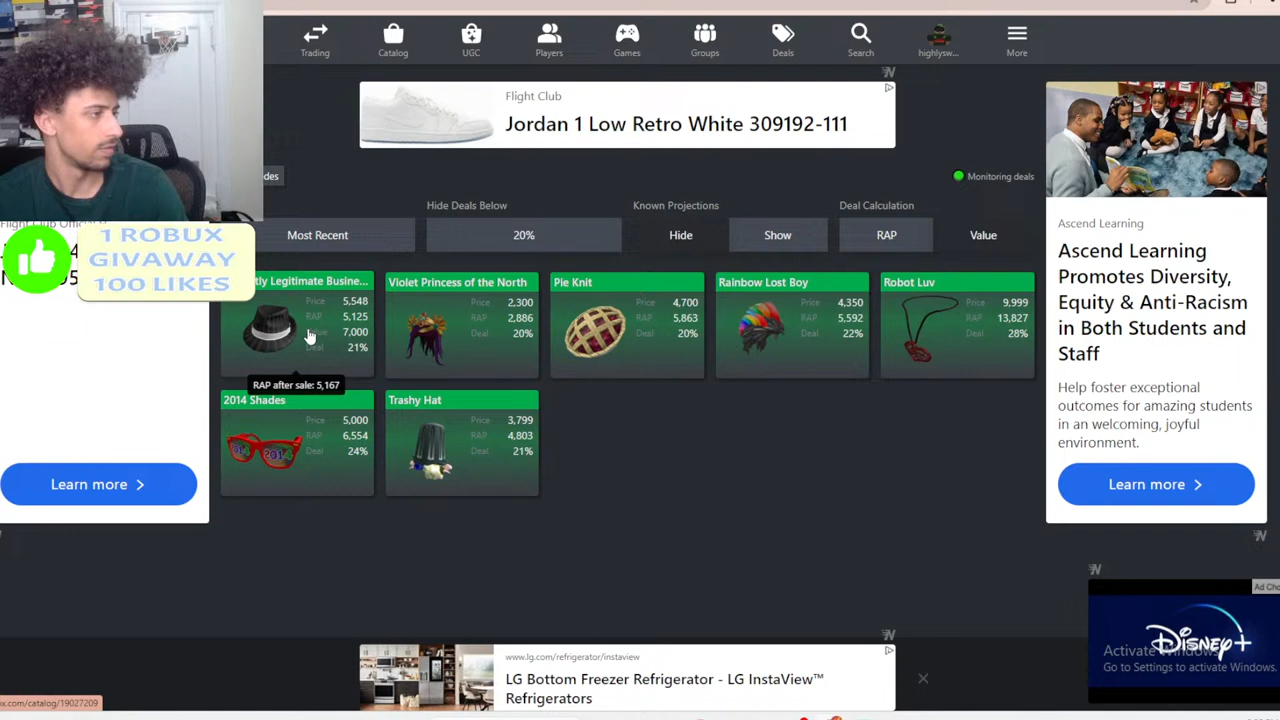 Trading
Catalog
UGC
Players
Games
Groups
Deals
Search
highlysw...
More
Flight Club
Jordan 1 Low Retro White 309192-111
des
Monitoring deals
Hide Deals Below
Known Projections
Deal Calculation
Most Recent
20%
Hide
Show
RAP
Value
1 ROBUX
GIVAWAY
100 LIKES
tly Legitimate Busine...
Price 5,548
RAP 5,125
7,000
Deal 21%
RAP after sale: 5,167
Violet Princess of the North
Price 2,300
RAP 2,886
Deal 20%
Pie Knit
Price 4,700
RAP 5,863
Deal 20%
Rainbow Lost Boy
Price 4,350
RAP 5,592
Deal 22%
Robot Luv
Price 9,999
RAP 13,827
Deal 28%
2014 Shades
Price 5,000
RAP 6,554
Deal 24%
Trashy Hat
Price 3,799
RAP 4,803
Deal 21%
Learn more
Ascend Learning
Ascend Learning
Promotes Diversity,
Equity & Anti-Racism
in Both Students and
Staff
Help foster exceptional
outcomes for amazing students
in an welcoming, joyful
environment.
Learn more
Ad Cho
Disney+
Activate Windows
Go to Settings to activate Windows.
www.lg.com/refrigerator/instaview
LG Bottom Freezer Refrigerator - LG InstaView™
Refrigerators
ox.com/catalog/19027209